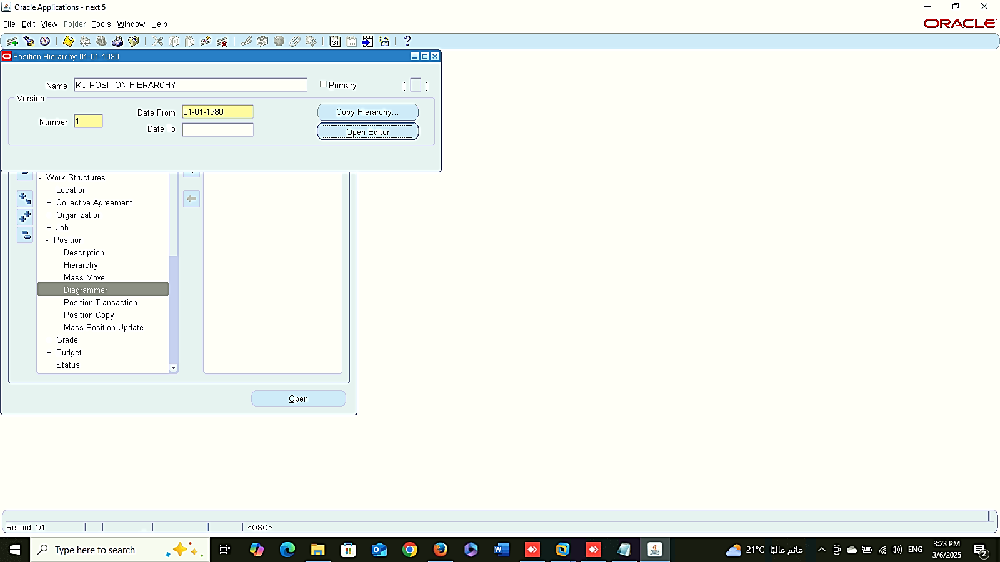 Oracle Applications - next 5
File Edit View Folder Tools Window Help
ORACLE
31
?
Position Hierarchy: 01-01-1980
Name KU POSITION HIERARCHY Primary [ ]
Version
Number 1
Date From 01-01-1980
Date To
Copy Hierarchy...
Open Editor
- Work Structures
Location
+ Collective Agreement
+ Organization
+ Job
- Position
Description
Hierarchy
Mass Move
Diagrammer
Position Transaction
Position Copy
Mass Position Update
+ Grade
+ Budget
Status
Open
Record: 1/1 ... <OSC>
Type here to search
21°C غائم غالبًا ENG
3:23 PM
3/6/2025
2